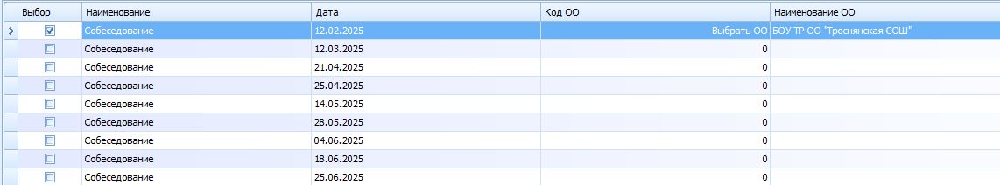 Выбор Наименование Дата Код ОО Наименование ОО
Собеседование 12.02.2025 Выбрать ОО БОУ ТР ОО "Троснянская СОШ"
Собеседование 12.03.2025 0
Собеседование 21.04.2025 0
Собеседование 25.04.2025 0
Собеседование 14.05.2025 0
Собеседование 28.05.2025 0
Собеседование 04.06.2025 0
Собеседование 18.06.2025 0
Собеседование 25.06.2025 0